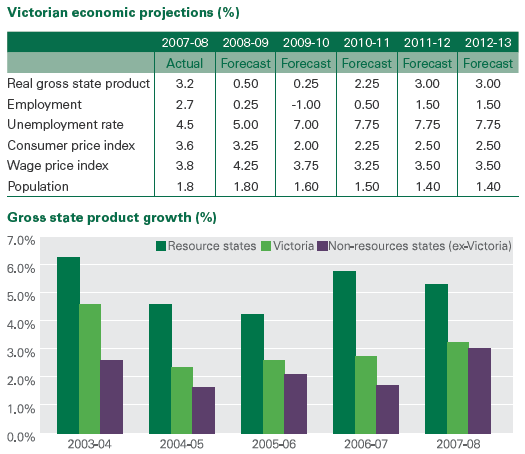 Victorian economic projections (%)
2007-08 2008-09 2009-10 2010-11 2011-12 2012-13
Actual Forecast Forecast Forecast Forecast Forecast
Real gross state product 3.2 0.50 0.25 2.25 3.00 3.00
Employment 2.7 0.25 -1.00 0.50 1.50 1.50
Unemployment rate 4.5 5.00 7.00 7.75 7.75 7.75
Consumer price index 3.6 3.25 2.00 2.25 2.50 2.50
Wage price index 3.8 4.25 3.75 3.25 3.50 3.50
Population 1.8 1.80 1.60 1.50 1.40 1.40
Gross state product growth (%)
7.0%
Resource states Victoria Non-resources states (ex-Victoria)
6.0%
5.0%
4.0%
3.0%
2.0%
1.0%
0.0%
2003-04 2004-05 2005-06 2006-07 2007-08